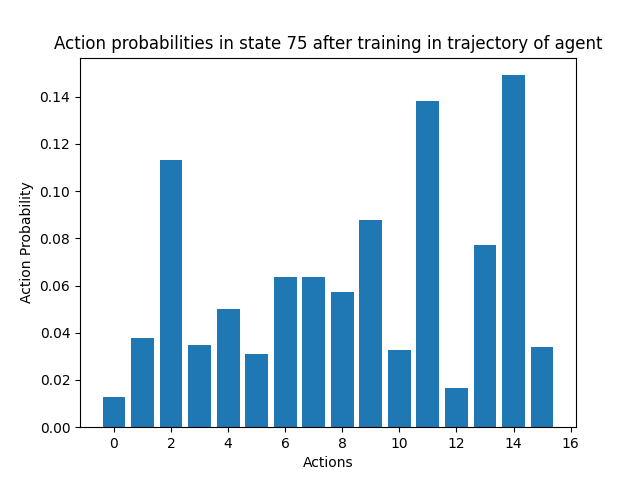 Action probabilities in state 75 after training in trajectory of agent
0.14
0.12
0.10
0.08
0.06
0.04
0.02
0.00
Action Probability
0 2 4 6 8 10 12 14 16
Actions